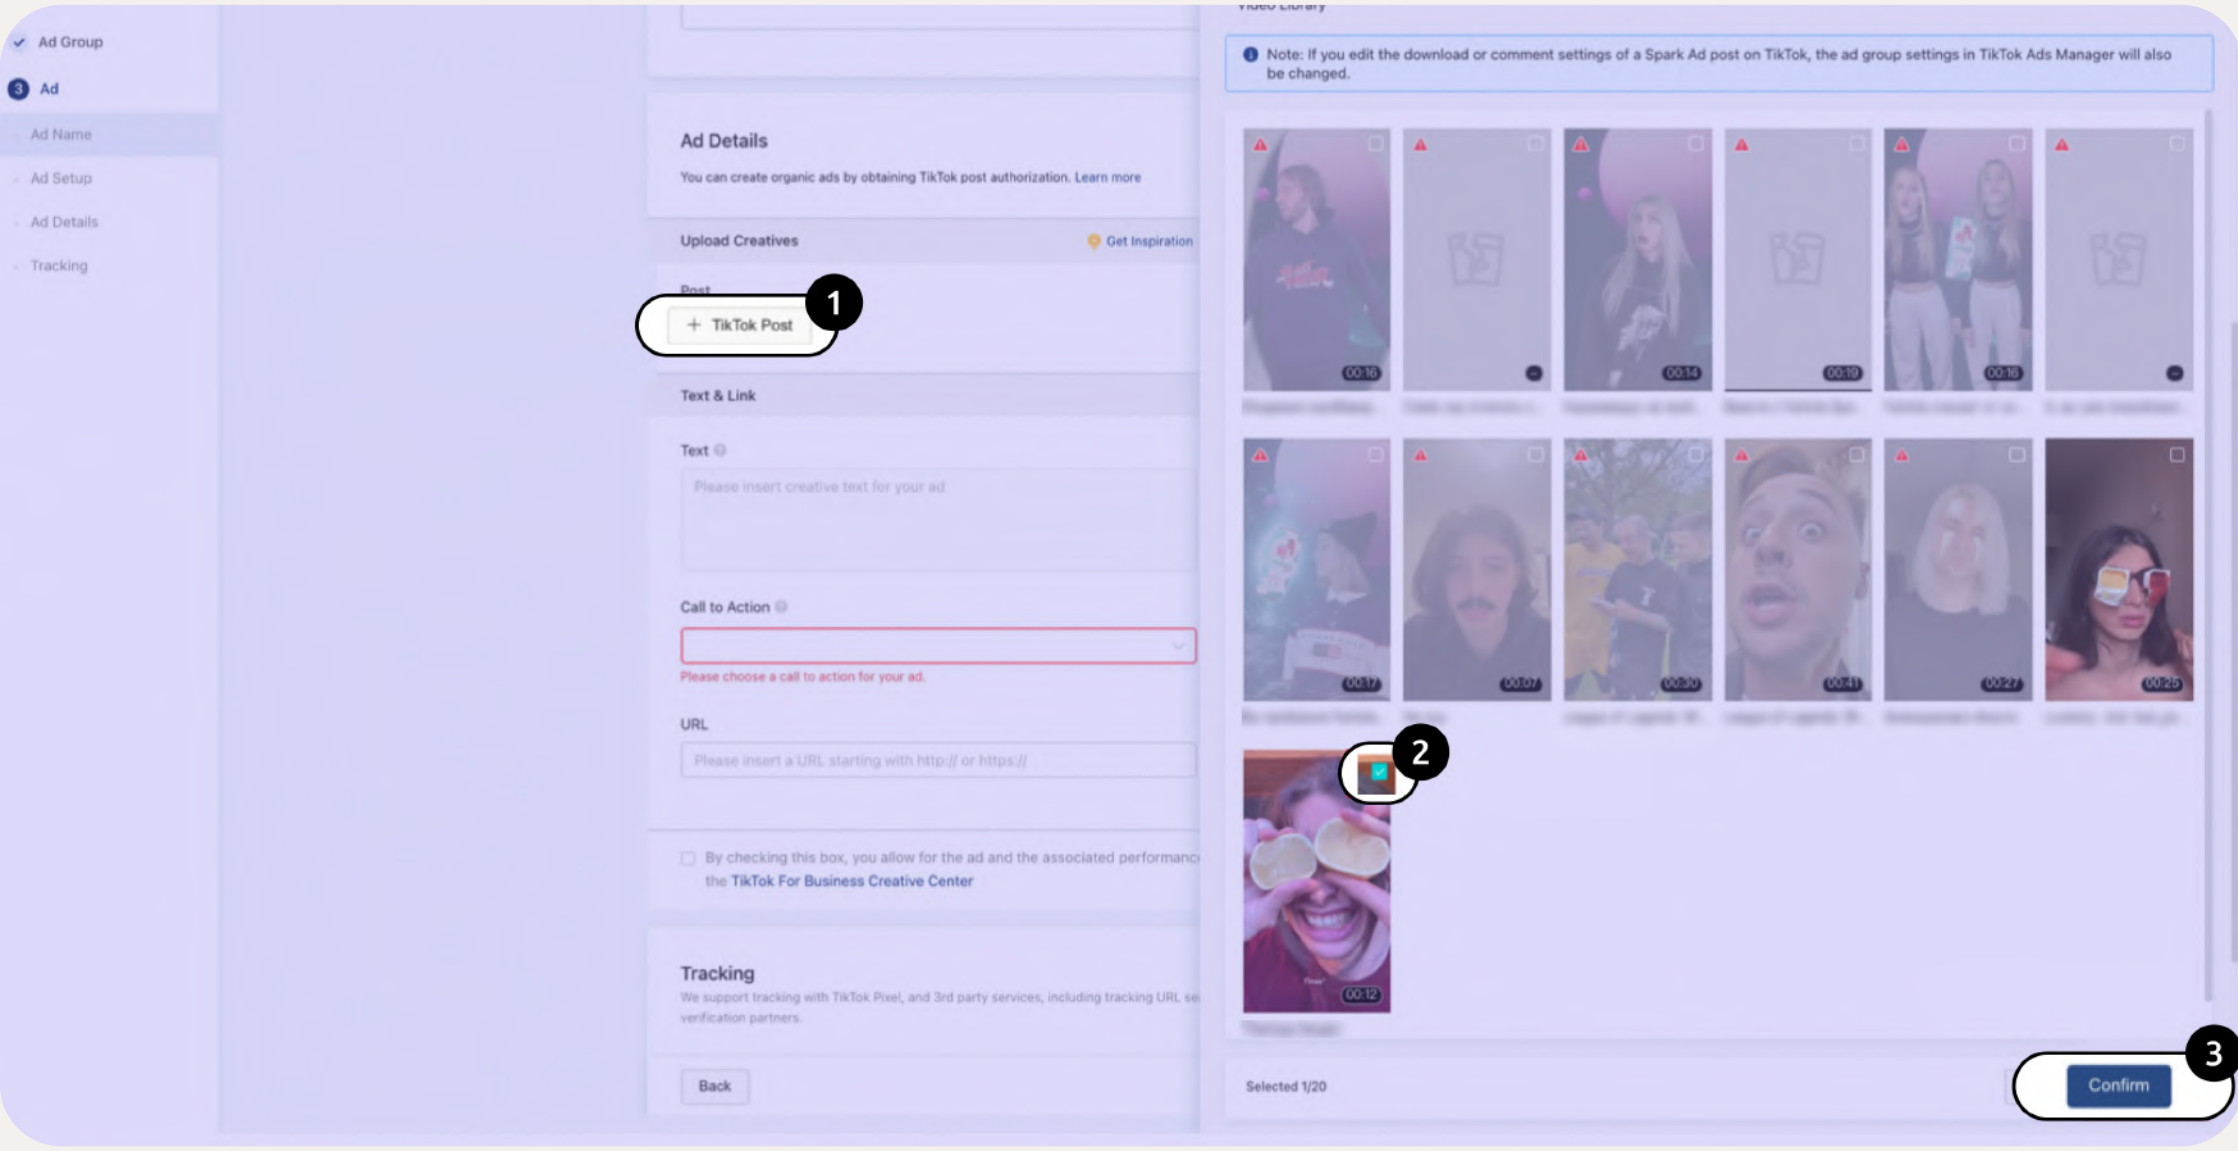 Ad Group
3 Ad
Ad Name
Ad Setup
Ad Details
Tracking
Ad Details
You can create organic ads by obtaining TikTok post authorization. Learn more
Upload Creatives
Get Inspiration
Post
+ TikTok Post
1
Text & Link
Text
Please insert creative text for your ad
Call to Action
Please choose a call to action for your ad.
URL
Please insert a URL starting with http:// or https://
By checking this box, you allow for the ad and the associated performanc
the TikTok For Business Creative Center
Tracking
We support tracking with TikTok Pixel, and 3rd party services, including tracking URL se
verification partners.
Back
Video Library
Note: If you edit the download or comment settings of a Spark Ad post on TikTok, the ad group settings in TikTok Ads Manager will also
be changed.
00:16
00:14
00:19
00:16
00:17
00:07
00:30
00:41
00:27
00:25
2
00:12
Selected 1/20
Confirm
3